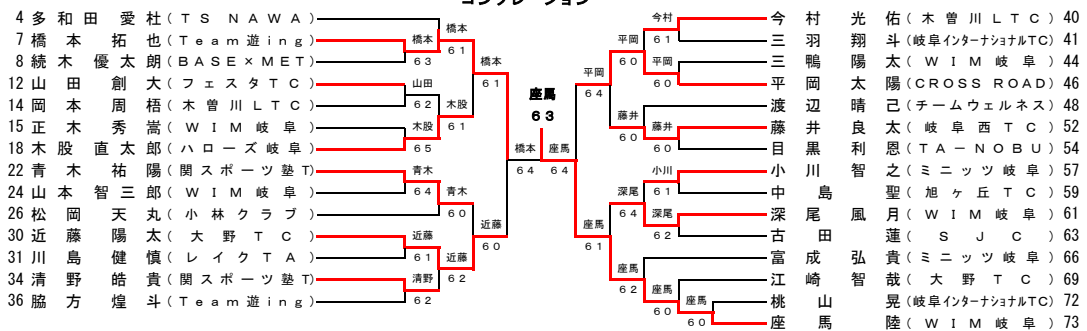 コンソレーション
4 多和田 愛杜 (TS NAWA)
7 橋本 拓也 (Team遊ing)
8 続木 優太朗 (BASE×MET)
12 山田 創大 (フェスタTC)
14 岡本 周梧 (木曽川LTC)
15 正木 秀嵩 (WIM岐阜)
18 木股 直太郎 (ハローズ岐阜)
22 青木 祐陽 (関スポーツ塾T)
24 山本 智三郎 (WIM岐阜)
26 松岡 天丸 (小林クラブ)
30 近藤 陽太 (大野TC)
31 川島 健慎 (レイクTA)
34 清野 皓貴 (関スポーツ塾T)
36 脇方 煌斗 (Team遊ing)
橋本
63
山田
62
木股
65
青木
64
近藤
61
清野
62
橋本
61
木股
61
青木
60
近藤
62
橋本
61
近藤
60
橋本
64
座馬
63
座馬
64
平岡
64
座馬
61
平岡
60
藤井
60
深尾
64
座馬
62
今村
61
平岡
60
藤井
60
小川
61
深尾
62
座馬
60
座馬
60
今村 光佑 (木曽川LTC) 40
三羽 翔斗 (岐阜インターナショナルTC) 41
三鴨 陽太 (WIM岐阜) 44
平岡 太陽 (CROSS ROAD) 46
渡辺 晴己 (チームウェルネス) 48
藤井 良太 (岐阜西TC) 52
目黒 利恩 (TA-NOBU) 54
小川 智之 (ミニッツ岐阜) 57
中島 聖 (旭ヶ丘TC) 59
深尾 風月 (WIM岐阜) 61
古田 蓮 (SJC) 63
富成 弘貴 (ミニッツ岐阜) 66
江崎 智哉 (大野TC) 69
桃山 晃 (岐阜インターナショナルTC) 72
座馬 陸 (WIM岐阜) 73